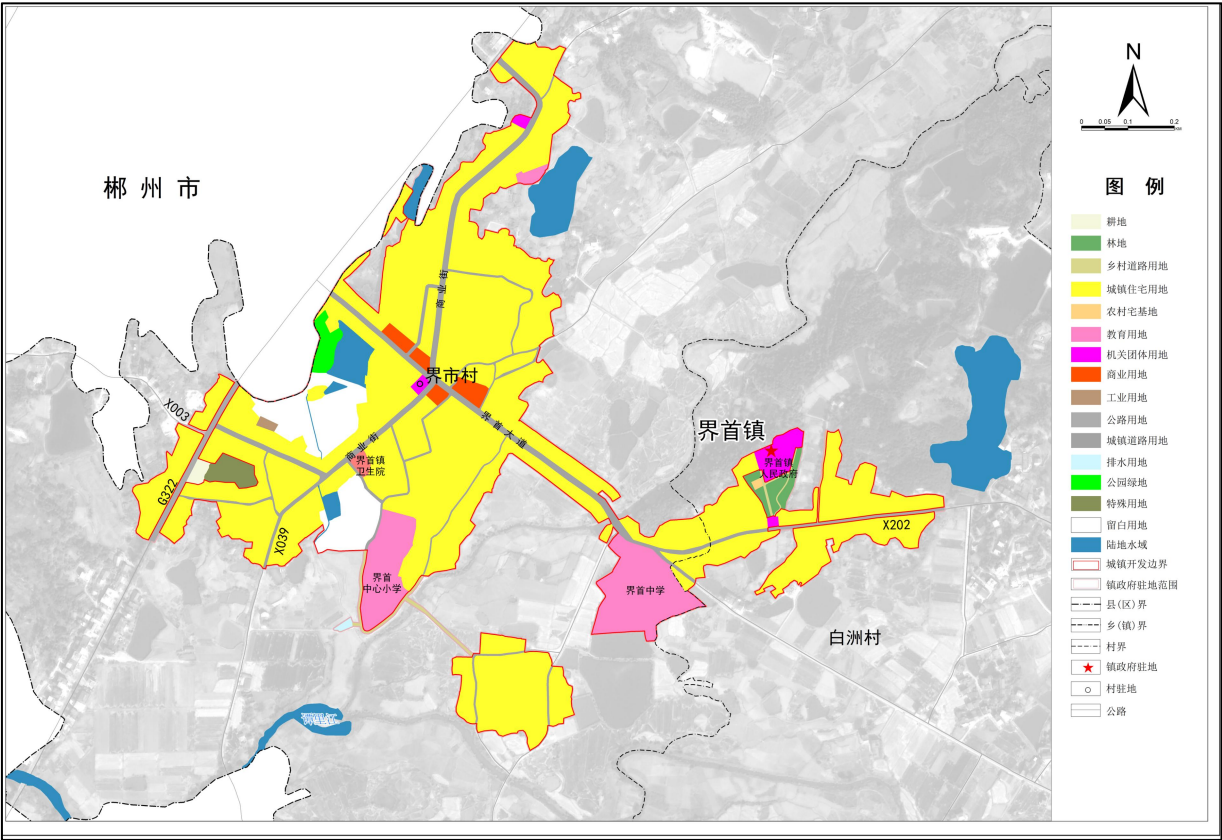 郴州市
商业街
界市村
X003
商业街
界首大道
界首镇
卫生院
界首镇
界首镇
人民政府
G322
X039
X202
界首
中心小学
界首中学
白洲村
N
0 0.05 0.1 0.2
KM
图 例
耕地
林地
乡村道路用地
城镇住宅用地
农村宅基地
教育用地
机关团体用地
商业用地
工业用地
公路用地
城镇道路用地
排水用地
公园绿地
特殊用地
留白用地
陆地水域
城镇开发边界
镇政府驻地范围
县(区)界
乡(镇)界
村界
镇政府驻地
村驻地
公路